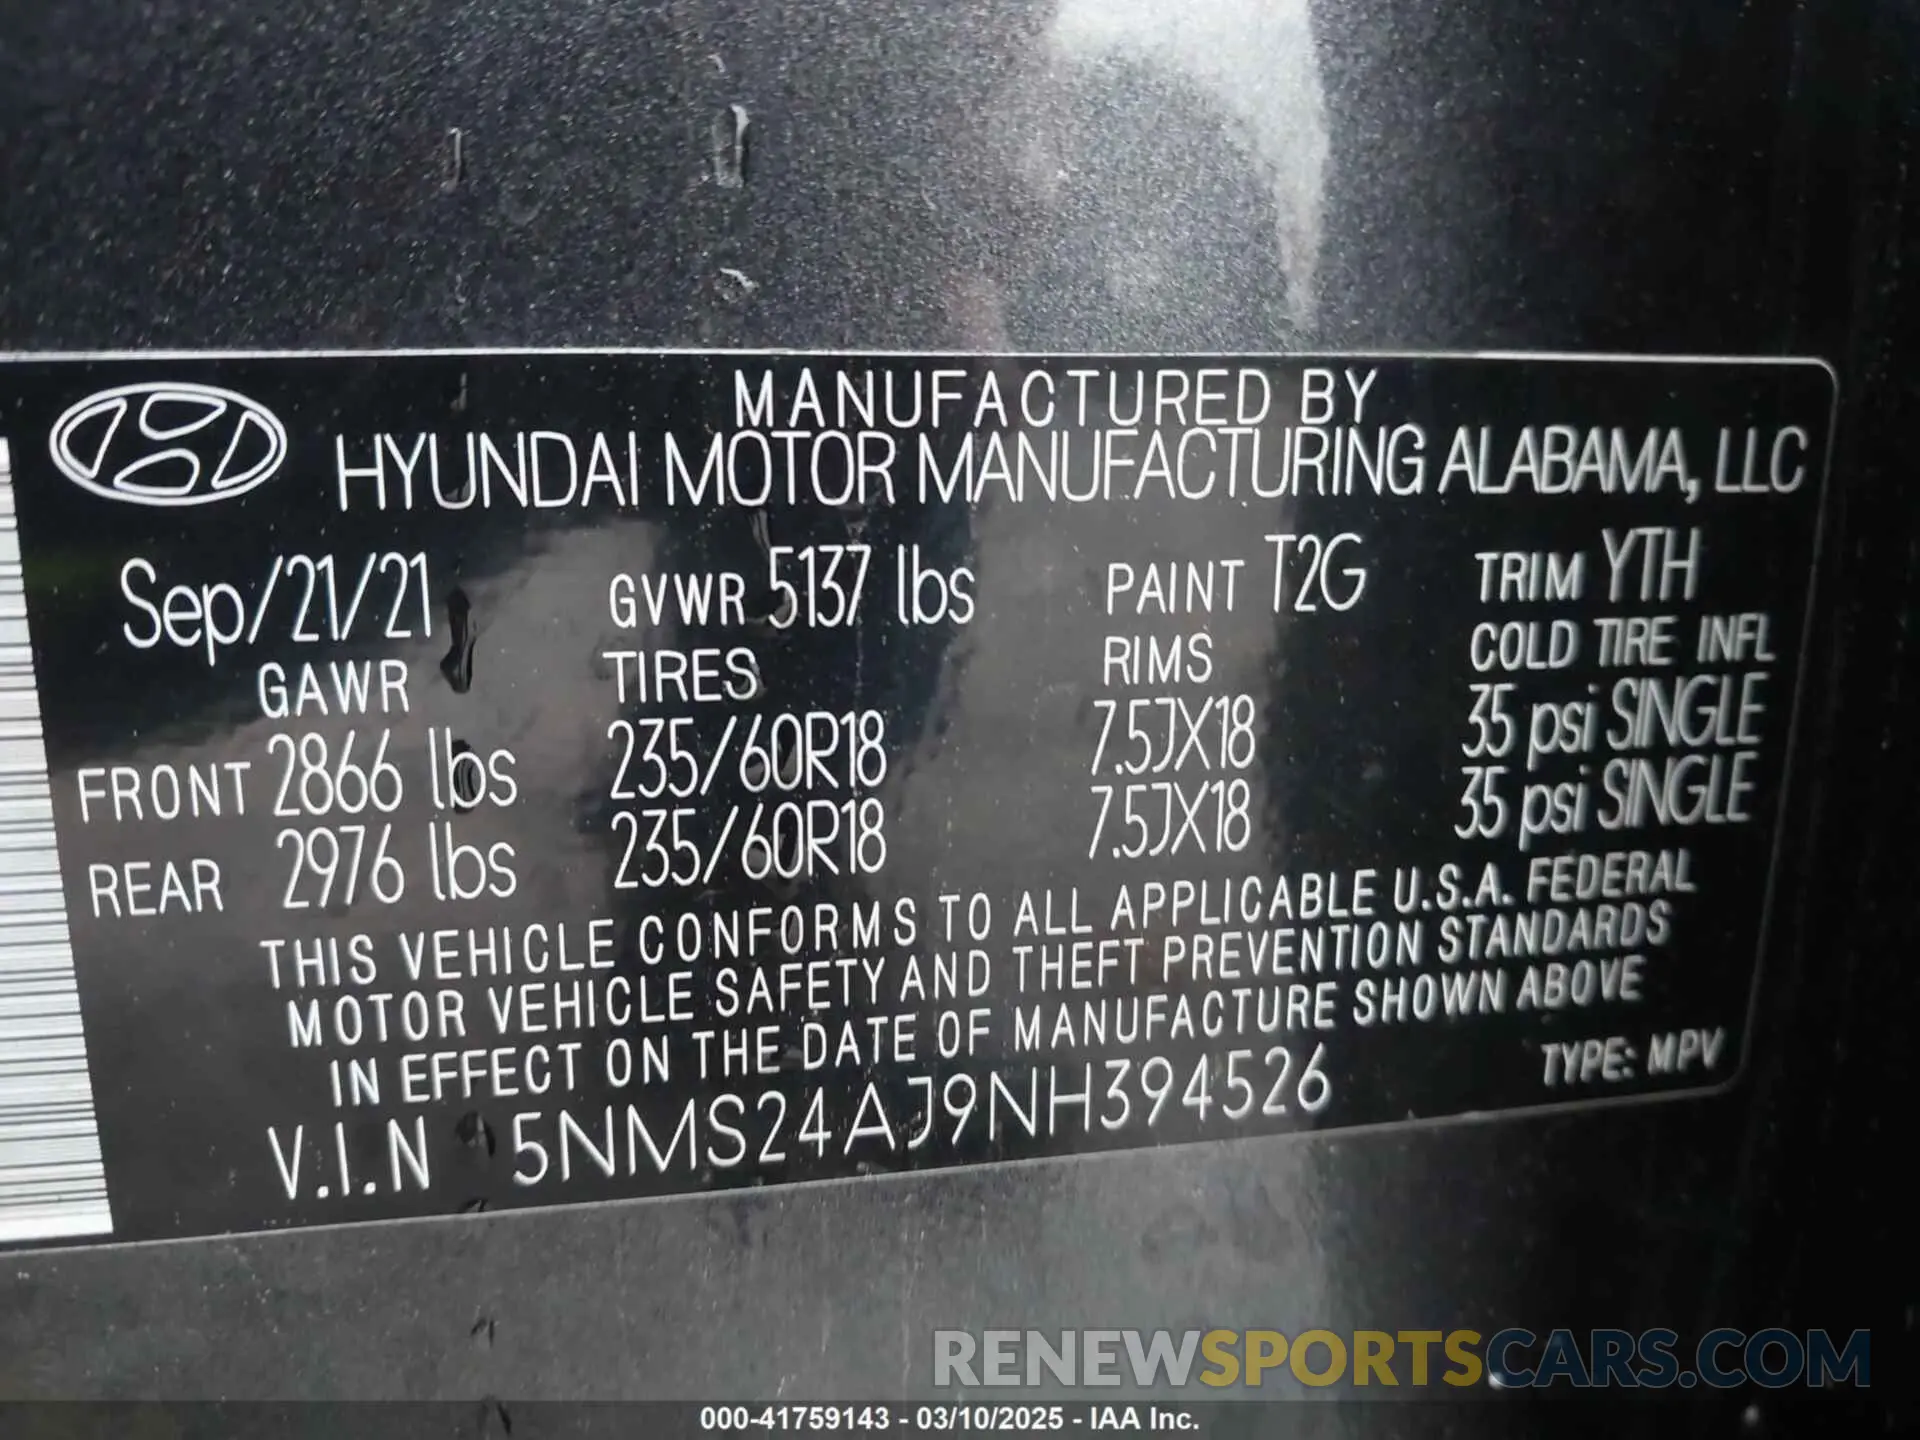 MANUFACTURED BY
HYUNDAI MOTOR MANUFACTURING ALABAMA, LLC
Sep/21/21 GVWR 5137 lbs PAINT T2G TRIM YTH
GAWR TIRES RIMS COLD TIRE INFL
FRONT 2866 lbs 235/60R18 7.5JX18 35 psi SINGLE
REAR 2976 lbs 235/60R18 7.5JX18 35 psi SINGLE
THIS VEHICLE CONFORMS TO ALL APPLICABLE U.S.A. FEDERAL
MOTOR VEHICLE SAFETY AND THEFT PREVENTION STANDARDS
IN EFFECT ON THE DATE OF MANUFACTURE SHOWN ABOVE
V.I.N 5NMS24AJ9NH394526 TYPE: MPV
RENEWSPORTSCARS.COM
000-41759143 - 03/10/2025 - IAA Inc.